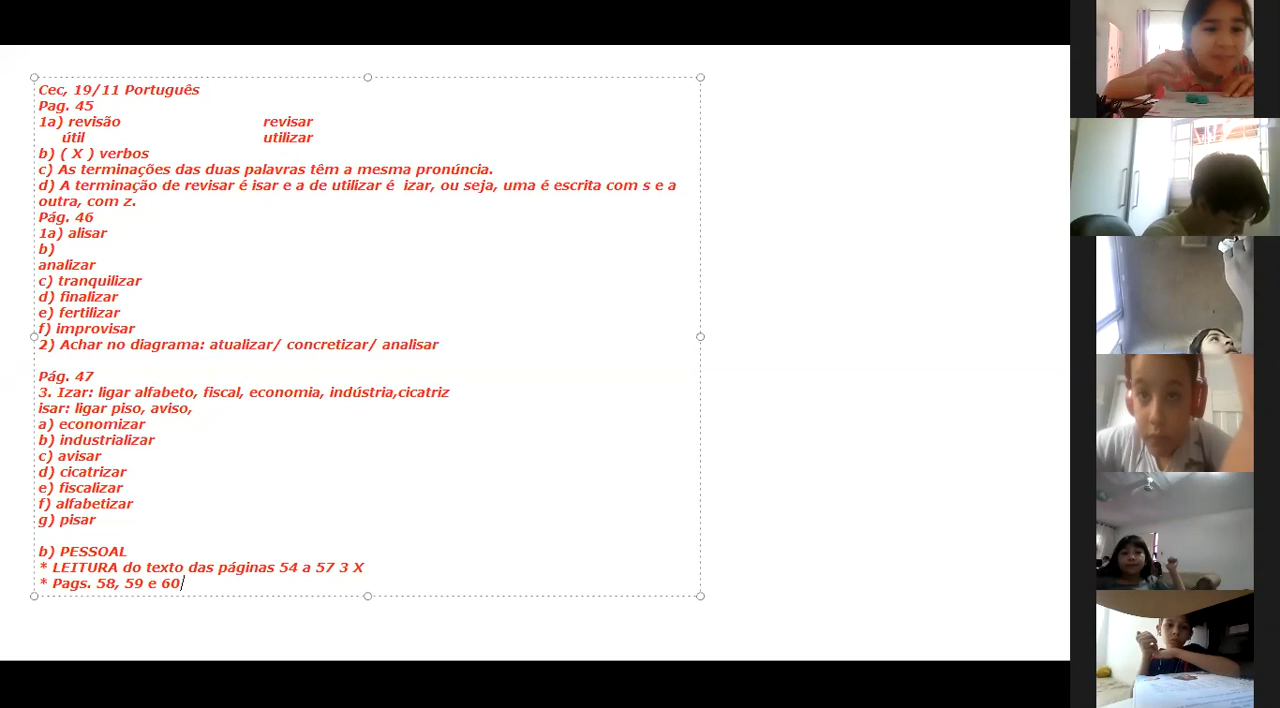 Cec, 19/11 Português
Pag. 45
1a) revisão revisar
útil utilizar
b) ( X ) verbos
c) As terminações das duas palavras têm a mesma pronúncia.
d) A terminação de revisar é isar e a de utilizar é izar, ou seja, uma é escrita com s e a
outra, com z.
Pág. 46
1a) alisar
b)
analizar
c) tranquilizar
d) finalizar
e) fertilizar
f) improvisar
2) Achar no diagrama: atualizar/ concretizar/ analisar
Pág. 47
3. Izar: ligar alfabeto, fiscal, economia, indústria,cicatriz
isar: ligar piso, aviso,
a) economizar
b) industrializar
c) avisar
d) cicatrizar
e) fiscalizar
f) alfabetizar
g) pisar
b) PESSOAL
* LEITURA do texto das páginas 54 a 57 3 X
* Pags. 58, 59 e 60